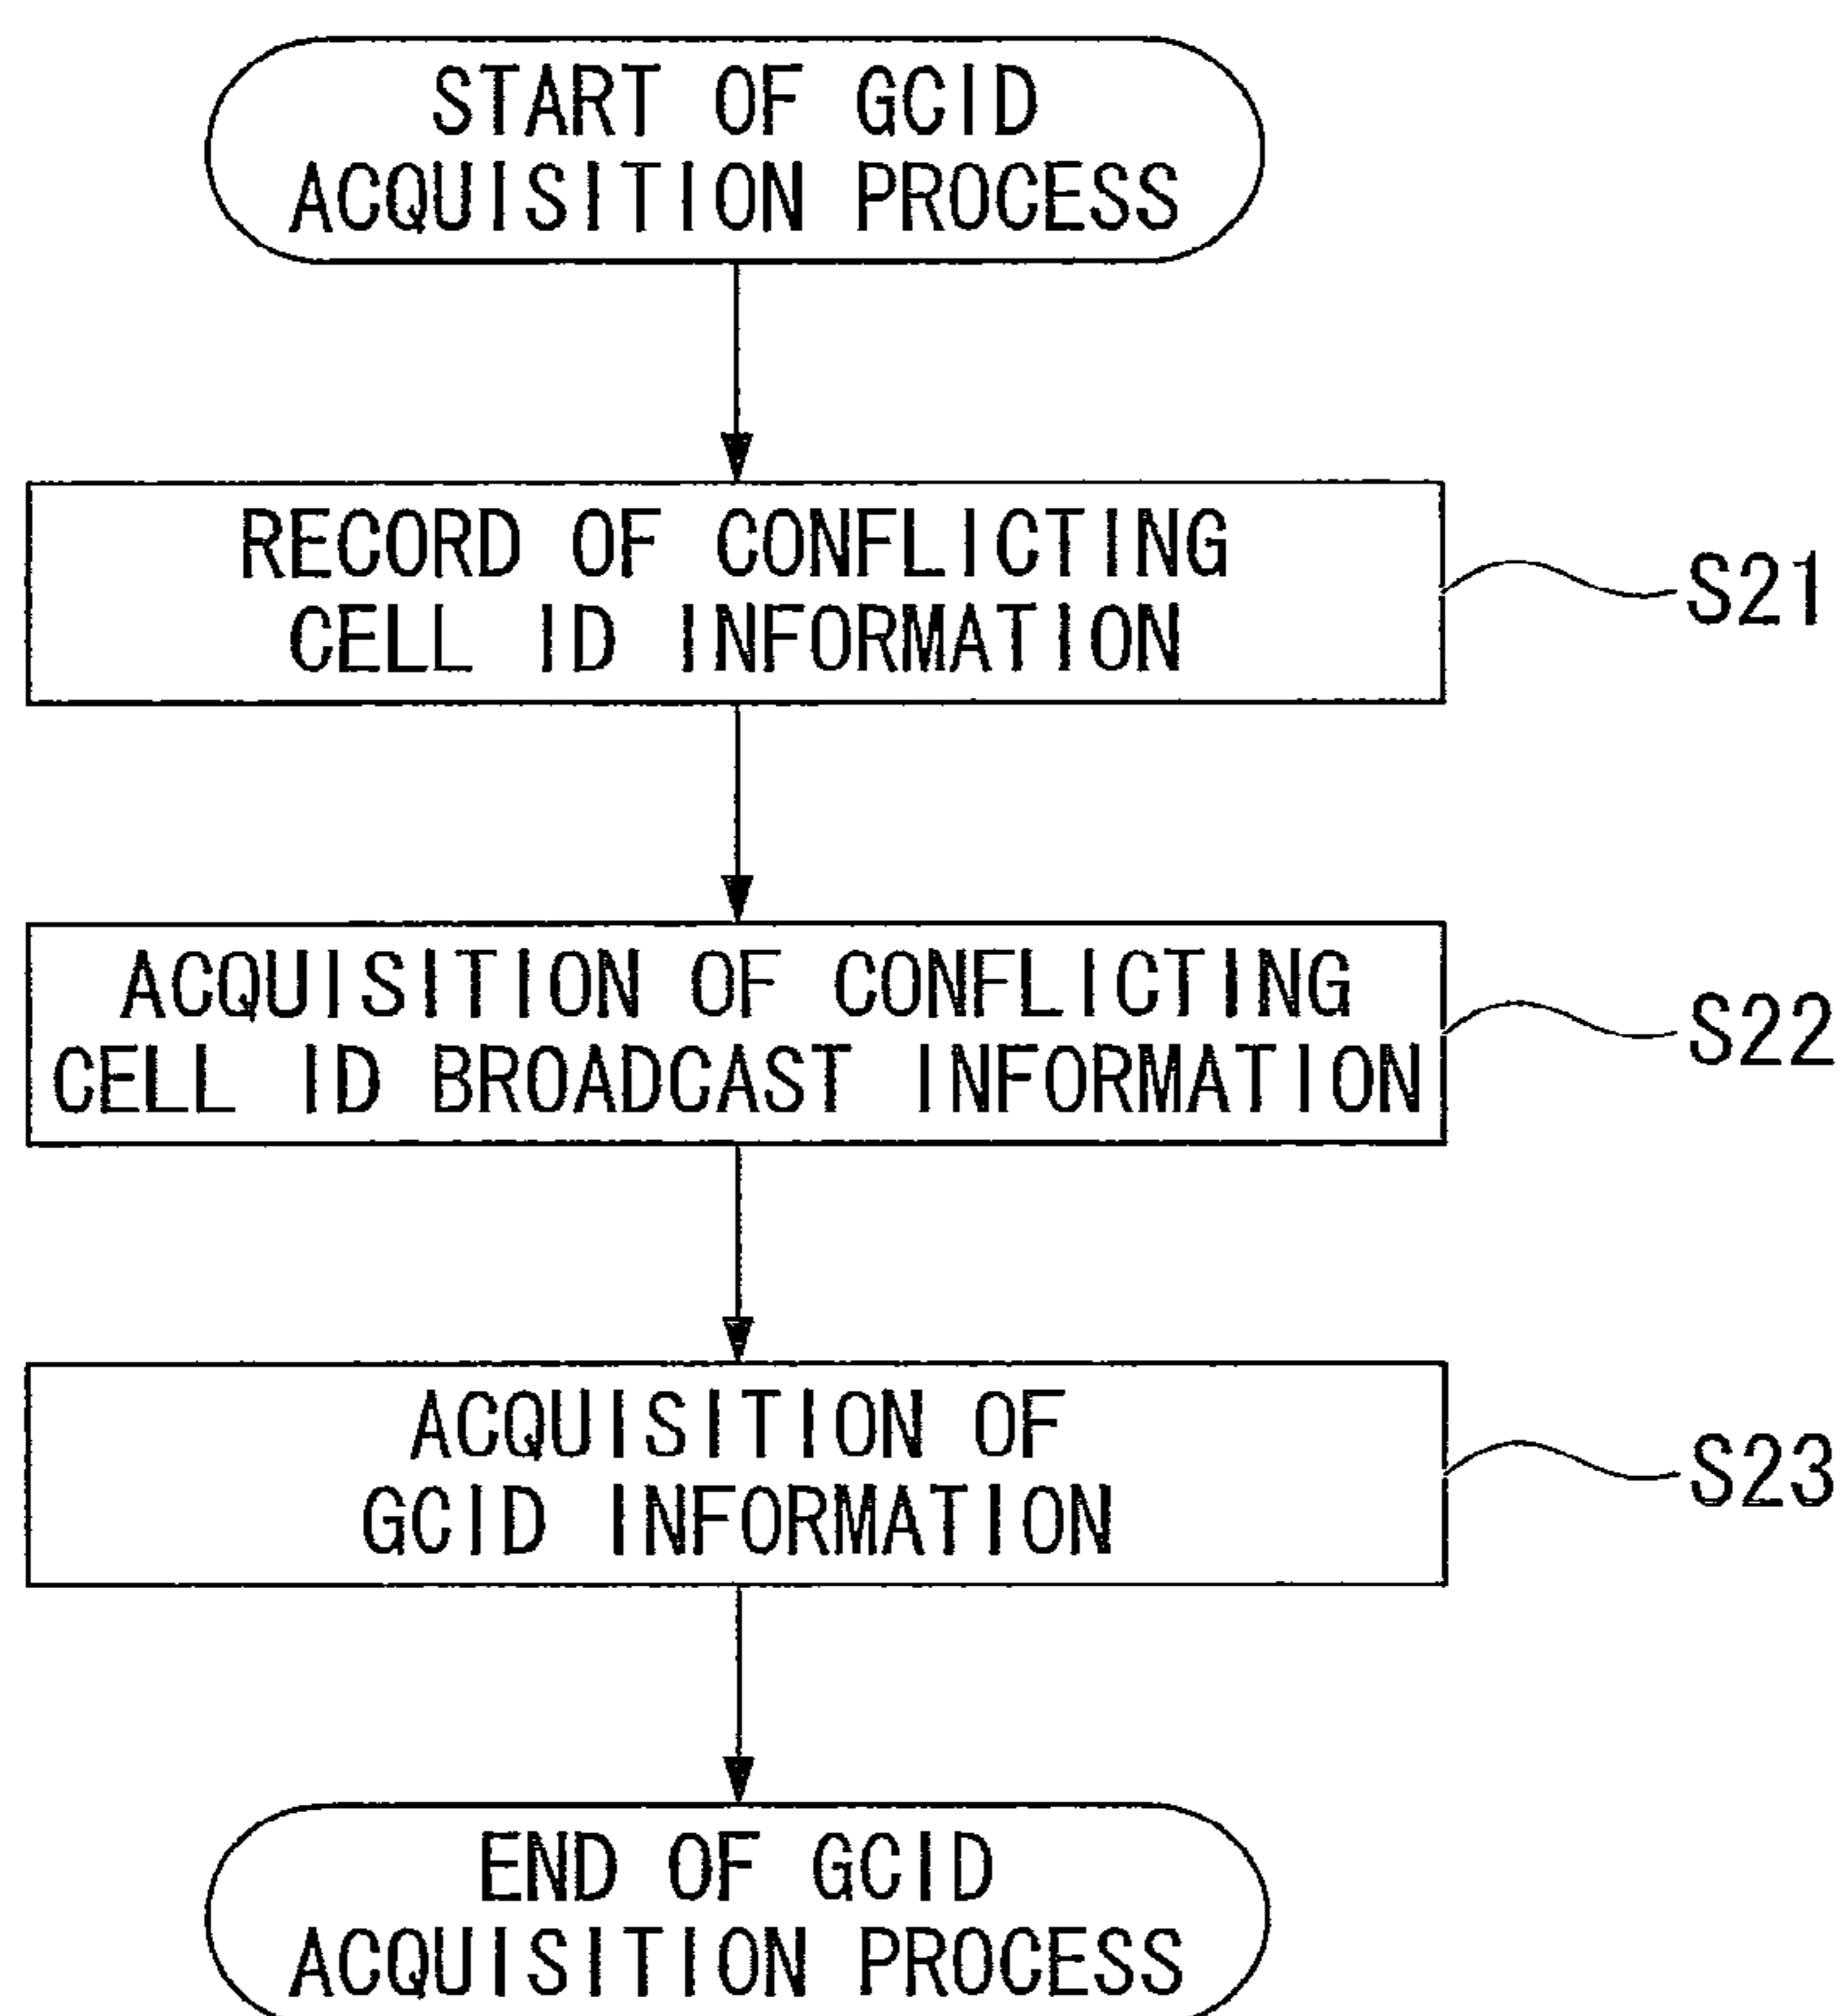 START OF GCID
ACQUISITION PROCESS
RECORD OF CONFLICTING
CELL ID INFORMATION
S21
ACQUISITION OF CONFLICTING
CELL ID BROADCAST INFORMATION
S22
ACQUISITION OF
GCID INFORMATION
S23
END OF GCID
ACQUISITION PROCESS